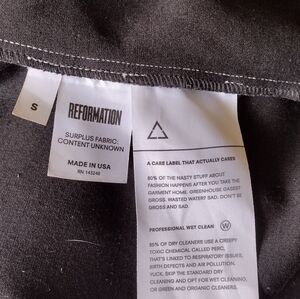 S
REFORMATION
SURPLUS FABRIC:
CONTENT UNKNOWN
MADE IN USA
RN 143248
A CARE LABEL THAT ACTUALLY CARES
80% OF THE NASTY STUFF ABOUT
FASHION HAPPENS AFTER YOU TAKE THE
GARMENT HOME. GREENHOUSE GASES?
GROSS. WASTED WATER? SAD. DON'T BE
GROSS AND SAD.
PROFESSIONAL WET CLEAN W
85% OF DRY CLEANERS USE A CREEPY
TOXIC CHEMICAL CALLED PERC,
THAT'S LINKED TO RESPIRATORY ISSUES,
BIRTH DEFECTS AND AIR POLLUTION.
YUCK. SKIP THE STANDARD DRY
CLEANING AND OPT FOR WET CLEANING,
OR GREEN AND ORGANIC CLEANERS.